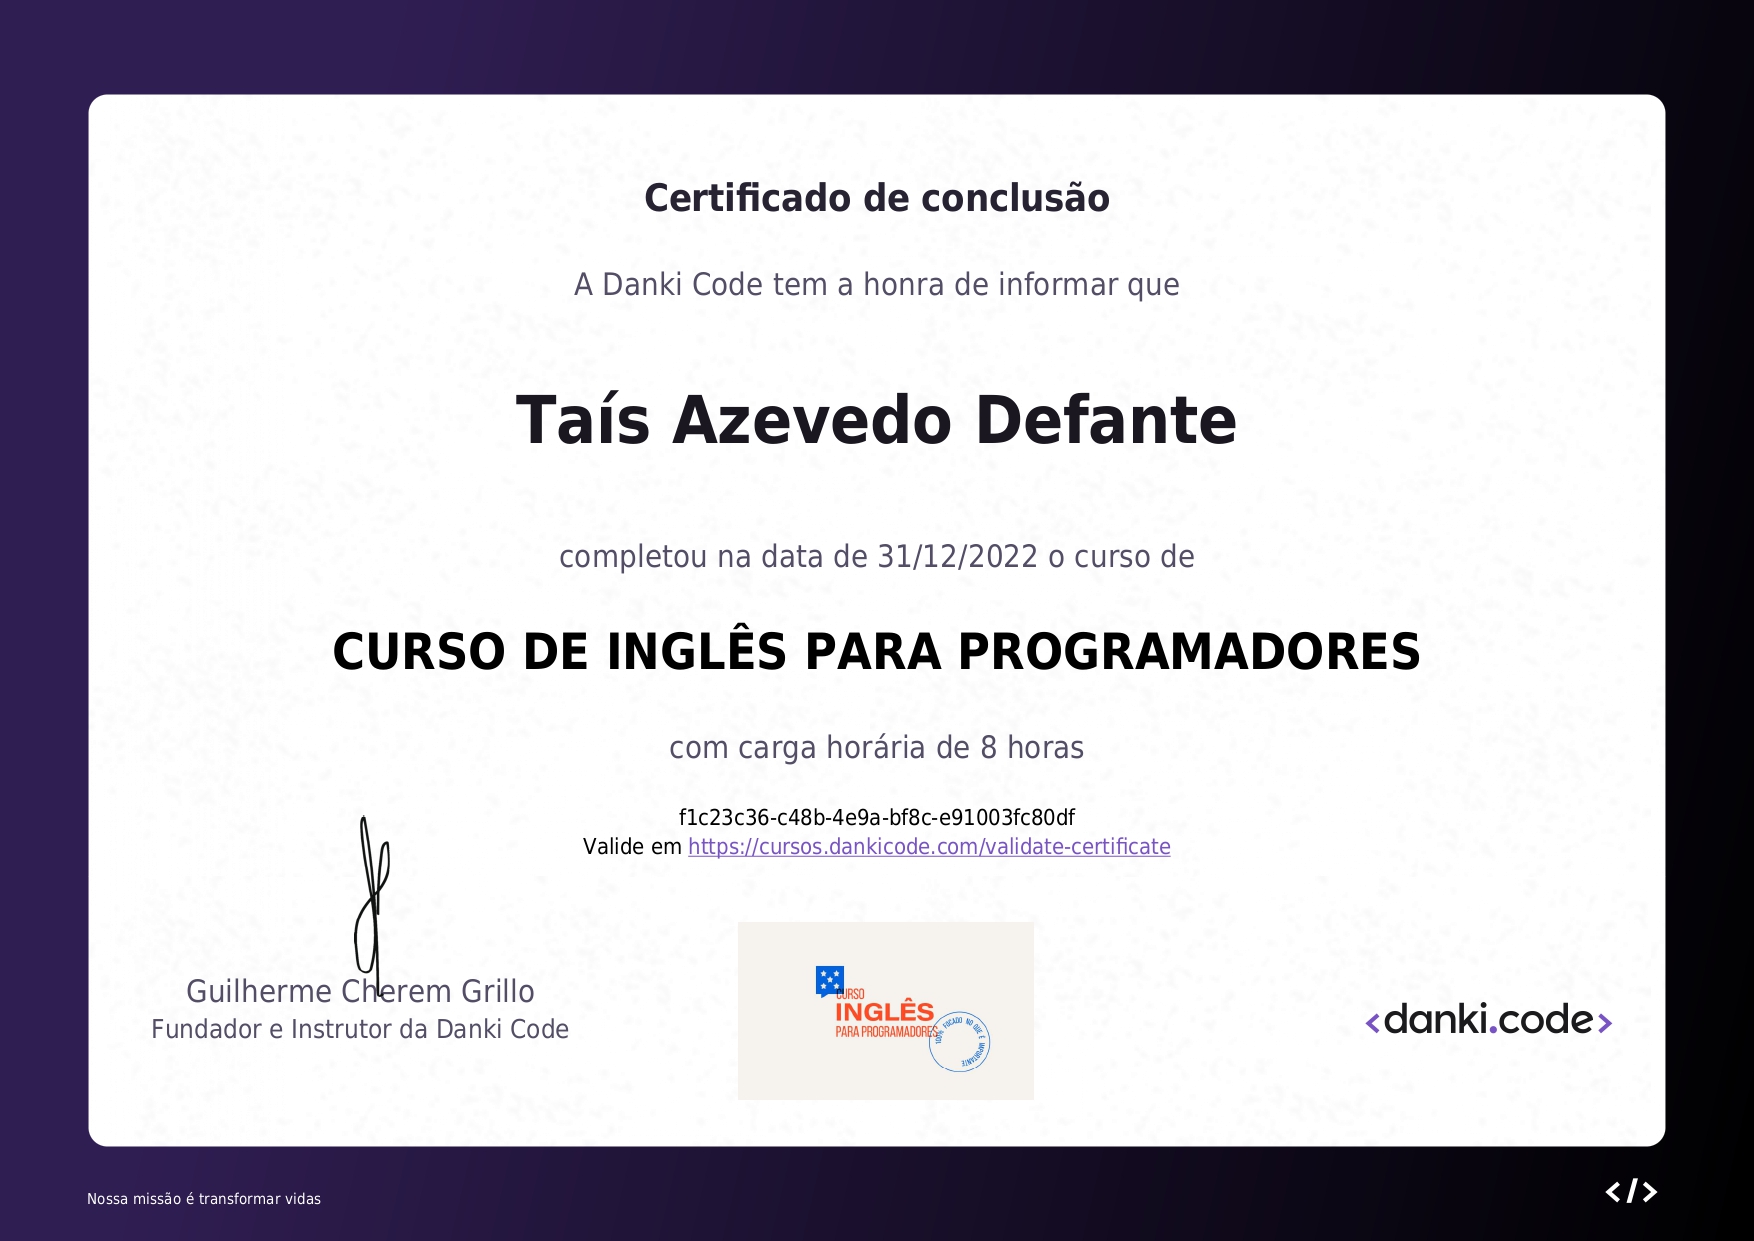 Certificado de conclusão
A Danki Code tem a honra de informar que
Taís Azevedo Defante
completou na data de 31/12/2022 o curso de
CURSO DE INGLÊS PARA PROGRAMADORES
com carga horária de 8 horas
f1c23c36-c48b-4e9a-bf8c-e91003fc80df
Valide em https://cursos.dankicode.com/validate-certificate
Guilherme Cherem Grillo
Fundador e Instrutor da Danki Code
CURSO
INGLÊS
PARA PROGRAMADORES
100% FOCADO NO QUE É IMPORTANTE
<danki.code>
Nossa missão é transformar vidas
</>